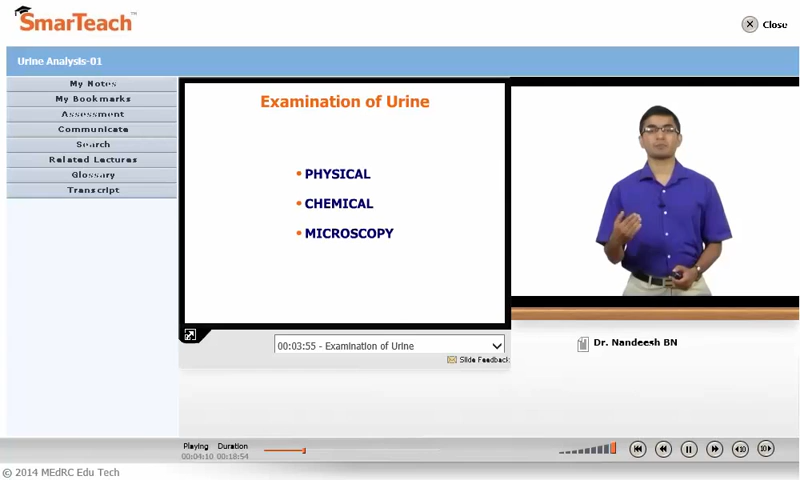 SmarTeach™
Close
Urine Analysis-01
My Notes
My Bookmarks
Assessment
Communicate
Search
Related Lectures
Glossary
Transcript
Examination of Urine
• PHYSICAL
• CHEMICAL
• MICROSCOPY
00:03:55 - Examination of Urine
Slide Feedback
Dr. Nandeesh BN
Playing Duration
00:04:10 00:18:54
10 10
© 2014 MEdRC Edu Tech